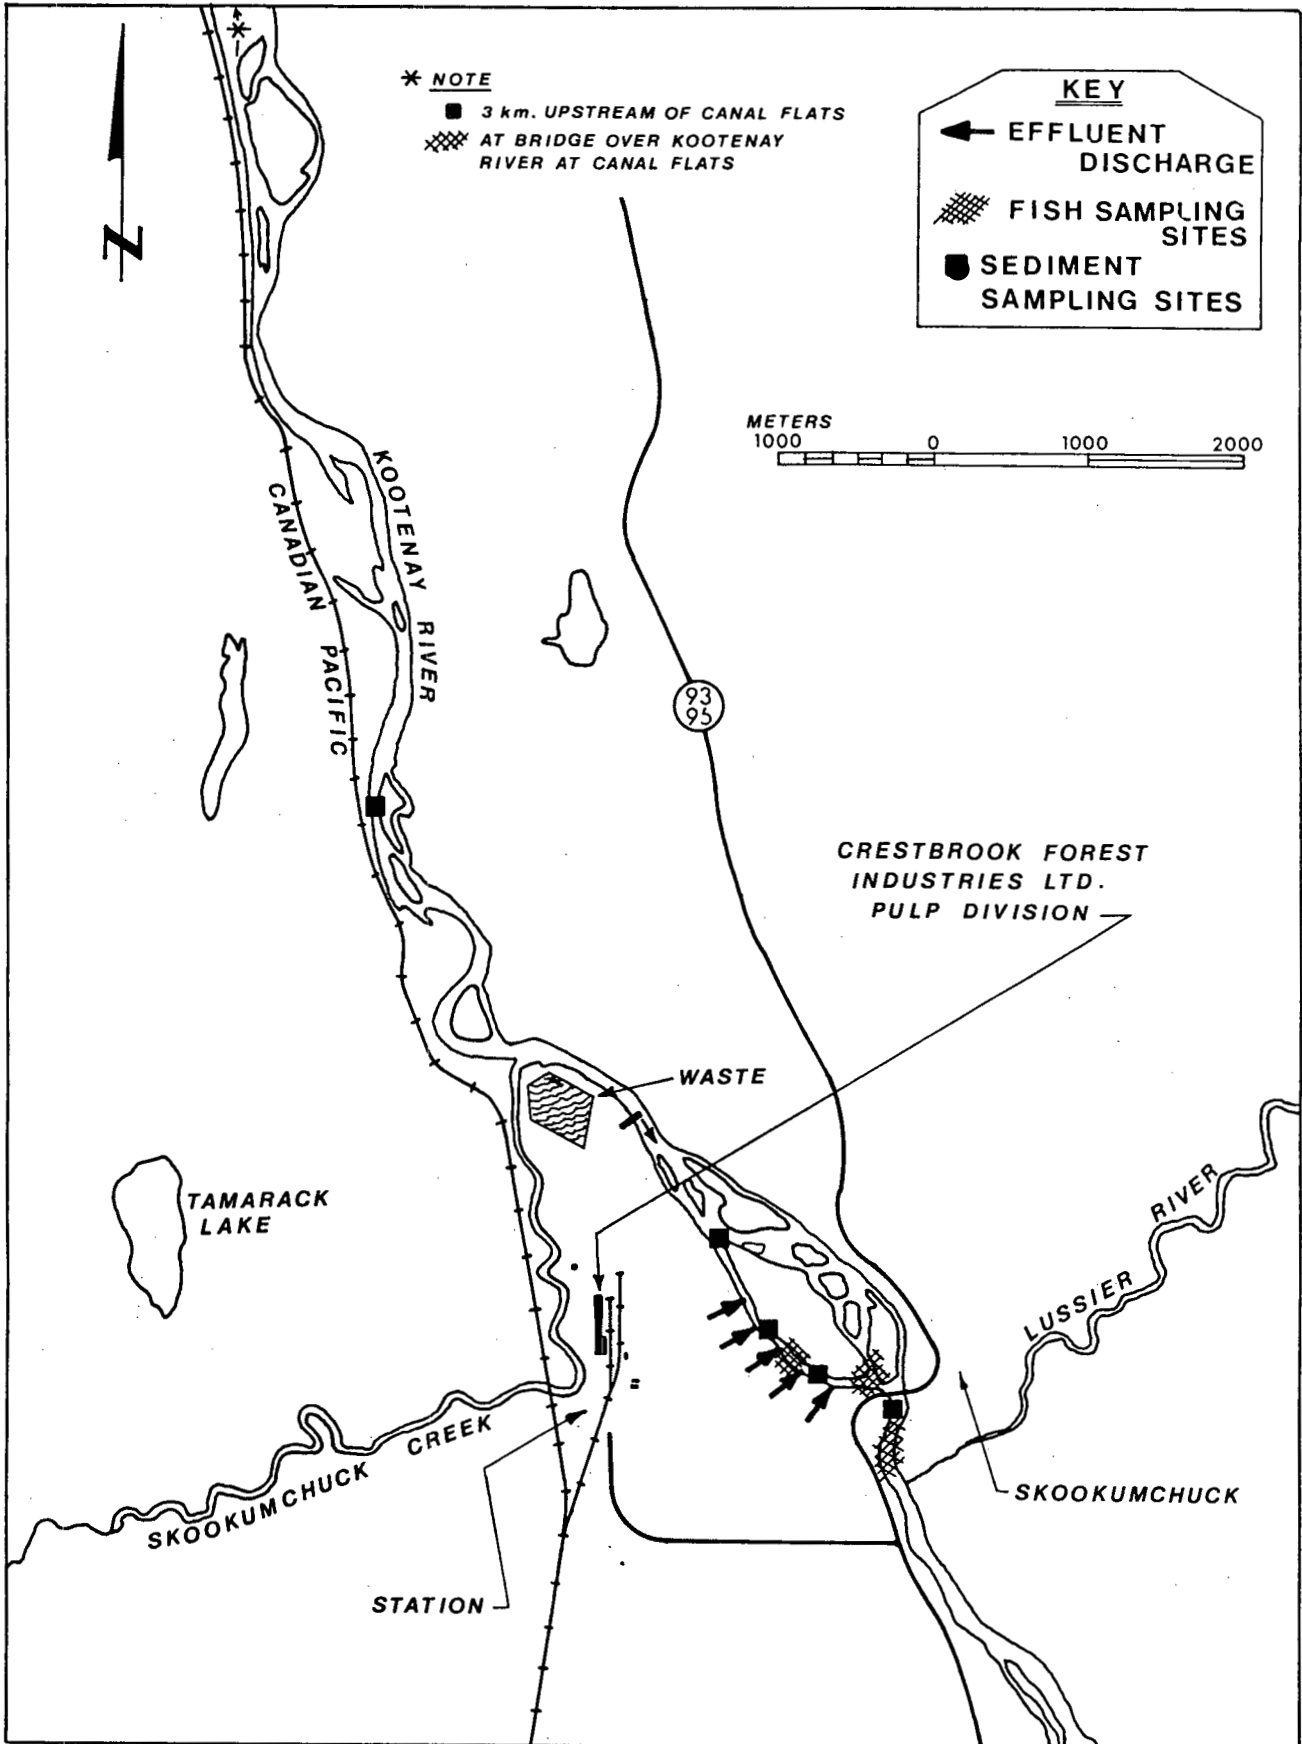 * NOTE
3 km. UPSTREAM OF CANAL FLATS
AT BRIDGE OVER KOOTENAY
RIVER AT CANAL FLATS
KEY
EFFLUENT
DISCHARGE
FISH SAMPLING
SITES
SEDIMENT
SAMPLING SITES
N
METERS
1000 0 1000 2000
KOOTENAY RIVER
CANADIAN PACIFIC
93
95
CRESTBROOK FOREST
INDUSTRIES LTD.
PULP DIVISION
WASTE
TAMARACK
LAKE
LUSSIER RIVER
SKOOKUMCHUCK CREEK
SKOOKUMCHUCK
STATION